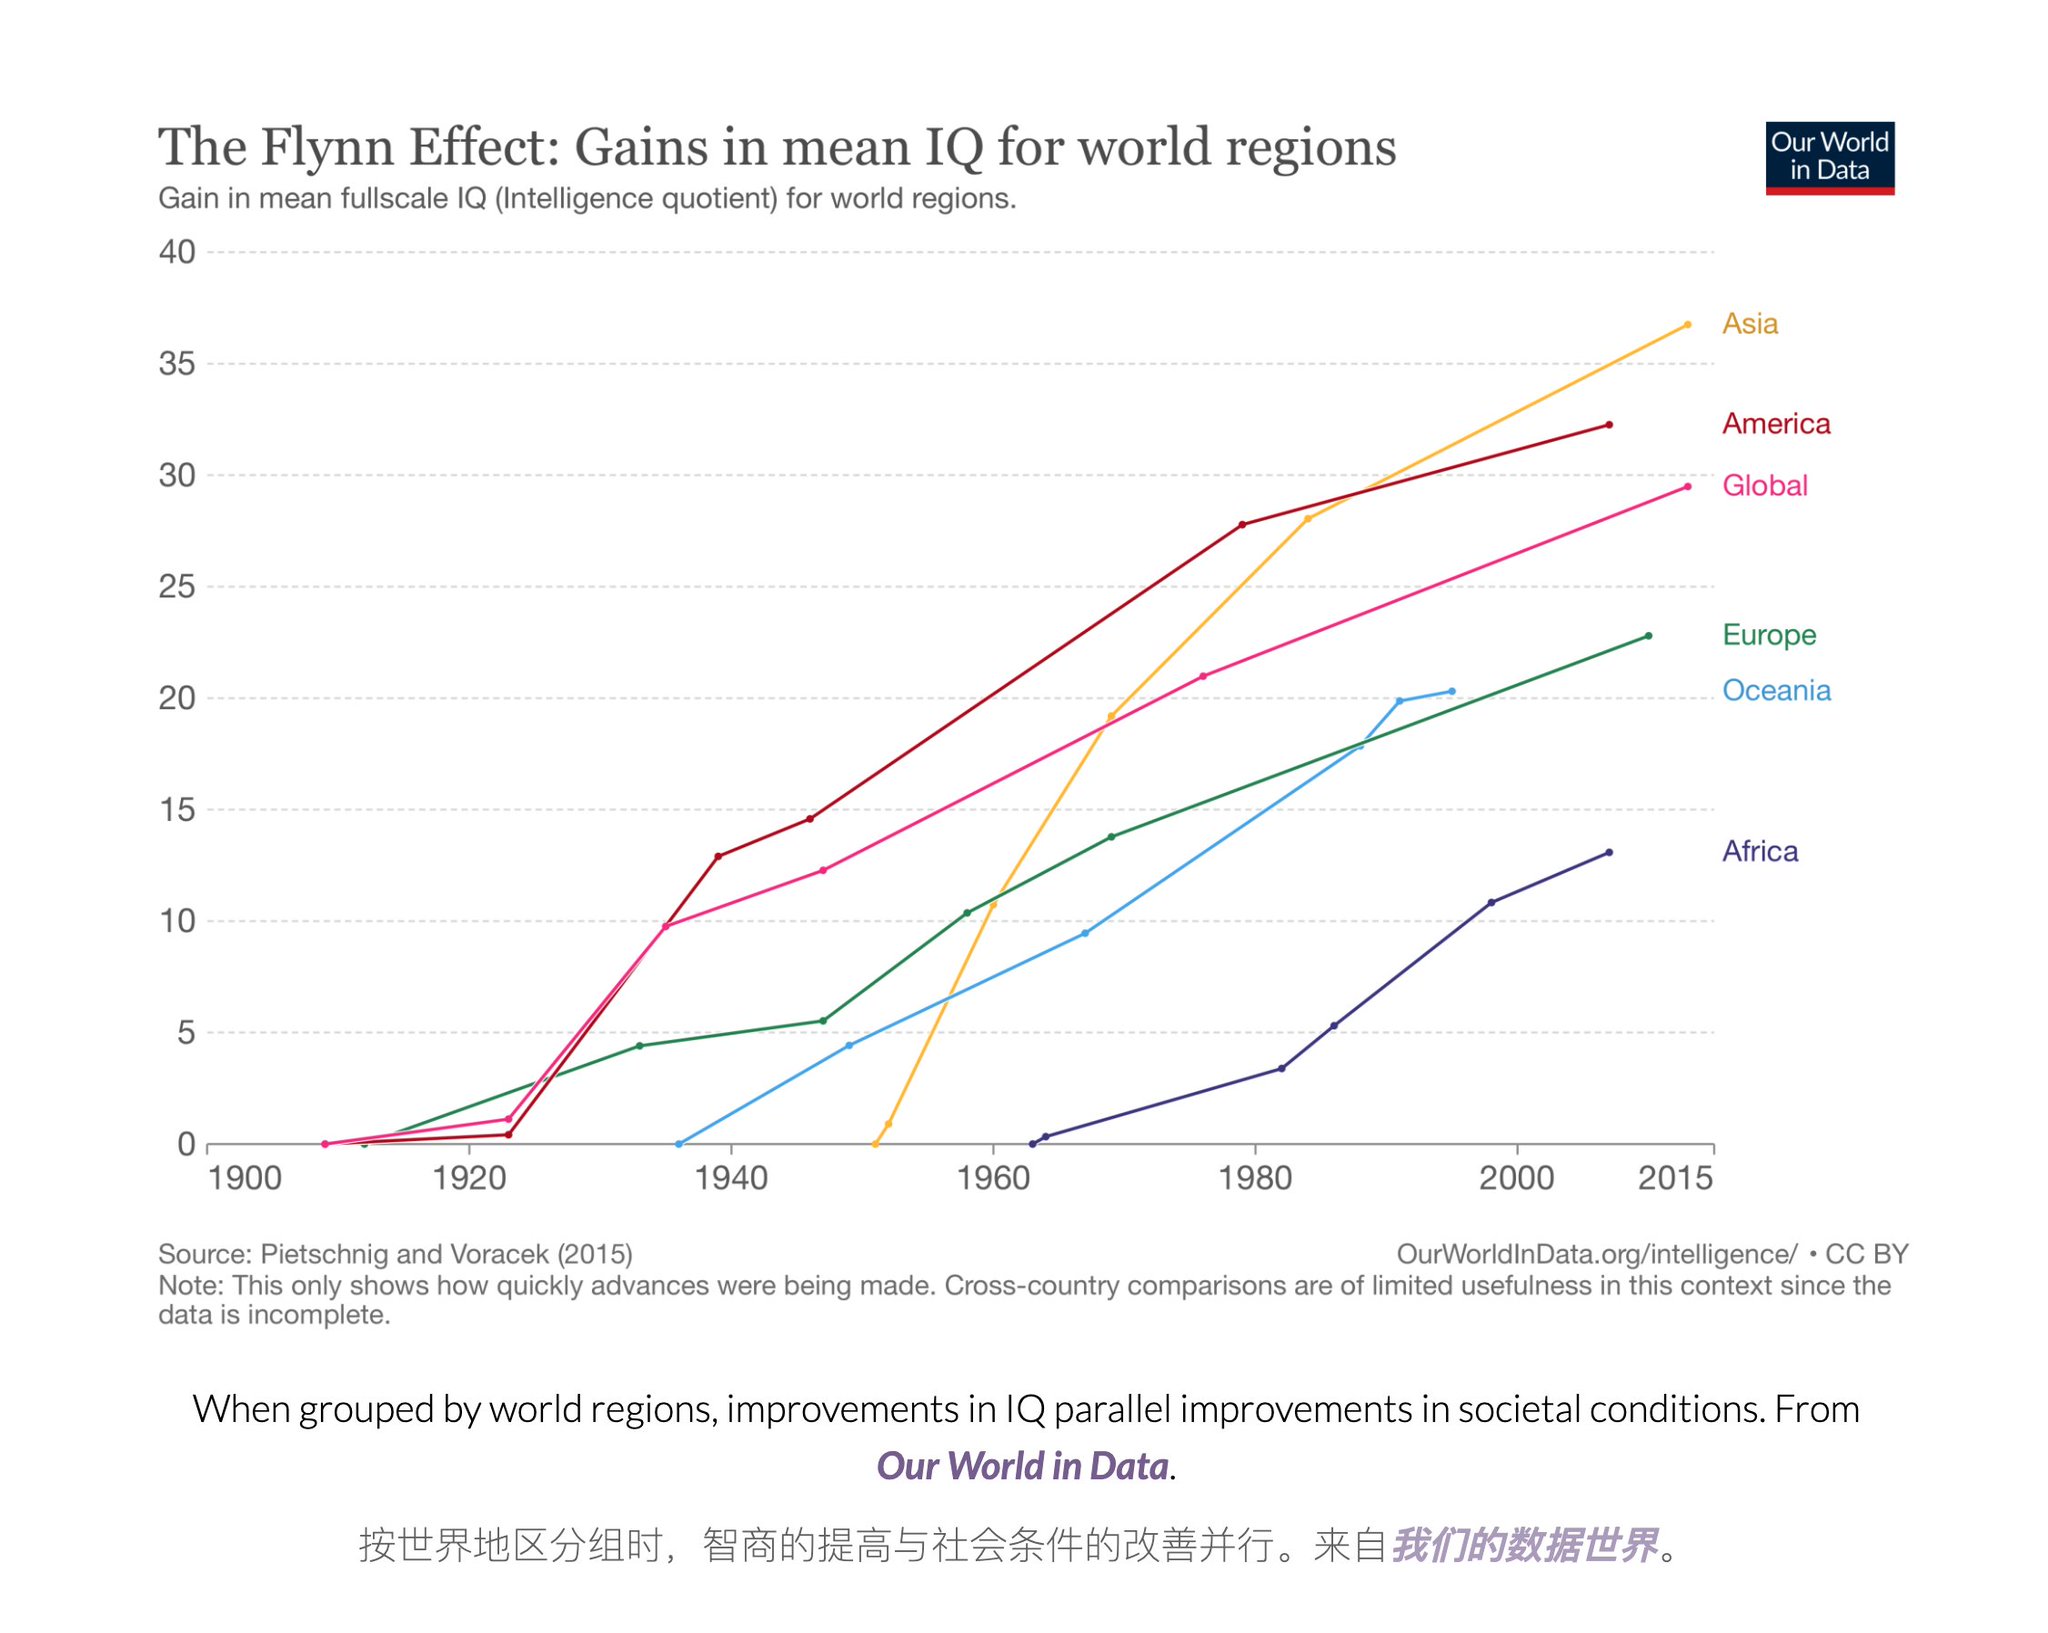 The Flynn Effect: Gains in mean IQ for world regions
Gain in mean fullscale IQ (Intelligence quotient) for world regions.
Our World
in Data
40
35
30
25
20
15
10
5
0
Asia
America
Global
Europe
Oceania
Africa
1900 1920 1940 1960 1980 2000 2015
Source: Pietschnig and Voracek (2015)
OurWorldInData.org/intelligence/ • CC BY
Note: This only shows how quickly advances were being made. Cross-country comparisons are of limited usefulness in this context since the
data is incomplete.
When grouped by world regions, improvements in IQ parallel improvements in societal conditions. From
Our World in Data.
按世界地区分组时，智商的提高与社会条件的改善并行。来自我们的数据世界。